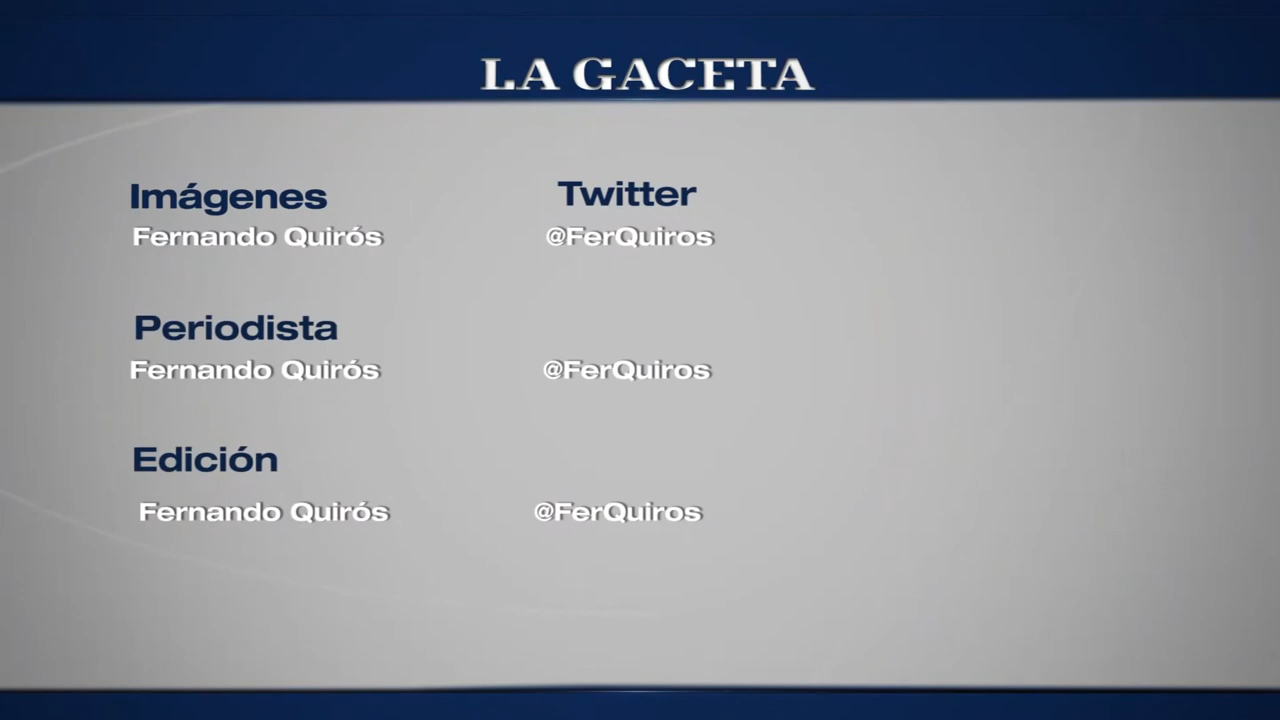 LA GACETA
Imágenes Twitter
Fernando Quirós @FerQuiros
Periodista
Fernando Quirós @FerQuiros
Edición
Fernando Quirós @FerQuiros